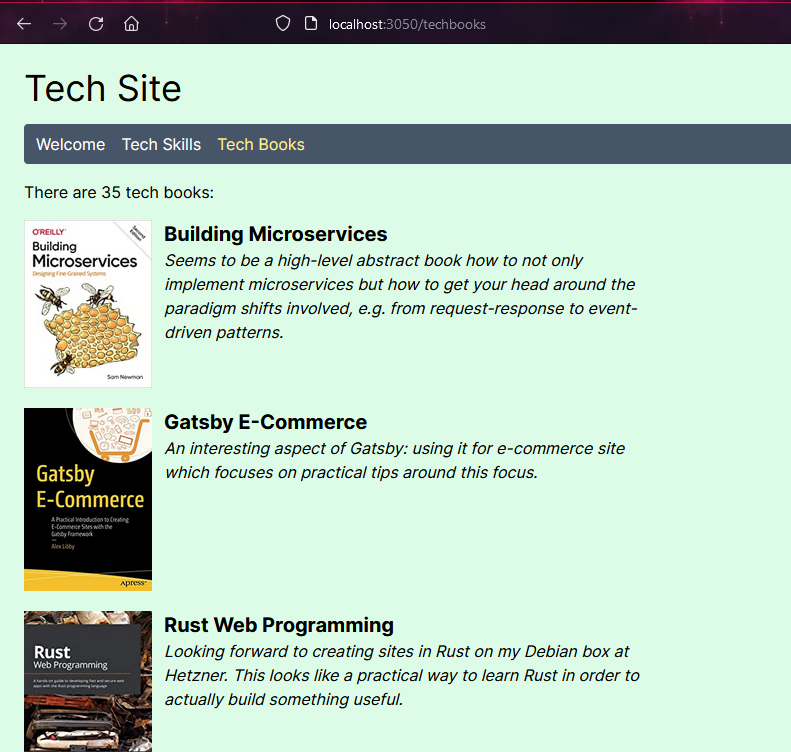 localhost:3050/techbooks
Tech Site
Welcome Tech Skills Tech Books
There are 35 tech books:
O'REILLY
Second Edition
Building
Microservices
Designing Fine-Grained Systems
Sam Newman
Building Microservices
Seems to be a high-level abstract book how to not only
implement microservices but how to get your head around the
paradigm shifts involved, e.g. from request-response to event-
driven patterns.
Gatsby
E-Commerce
A Practical Introduction to Creating
E-Commerce Sites with the
Gatsby Framework
Alex Libby
Apress
Gatsby E-Commerce
An interesting aspect of Gatsby: using it for e-commerce site
which focuses on practical tips around this focus.
Rust
Web Programming
A hands-on guide to developing fast and secure web
apps with the Rust programming language
Rust Web Programming
Looking forward to creating sites in Rust on my Debian box at
Hetzner. This looks like a practical way to learn Rust in order to
actually build something useful.